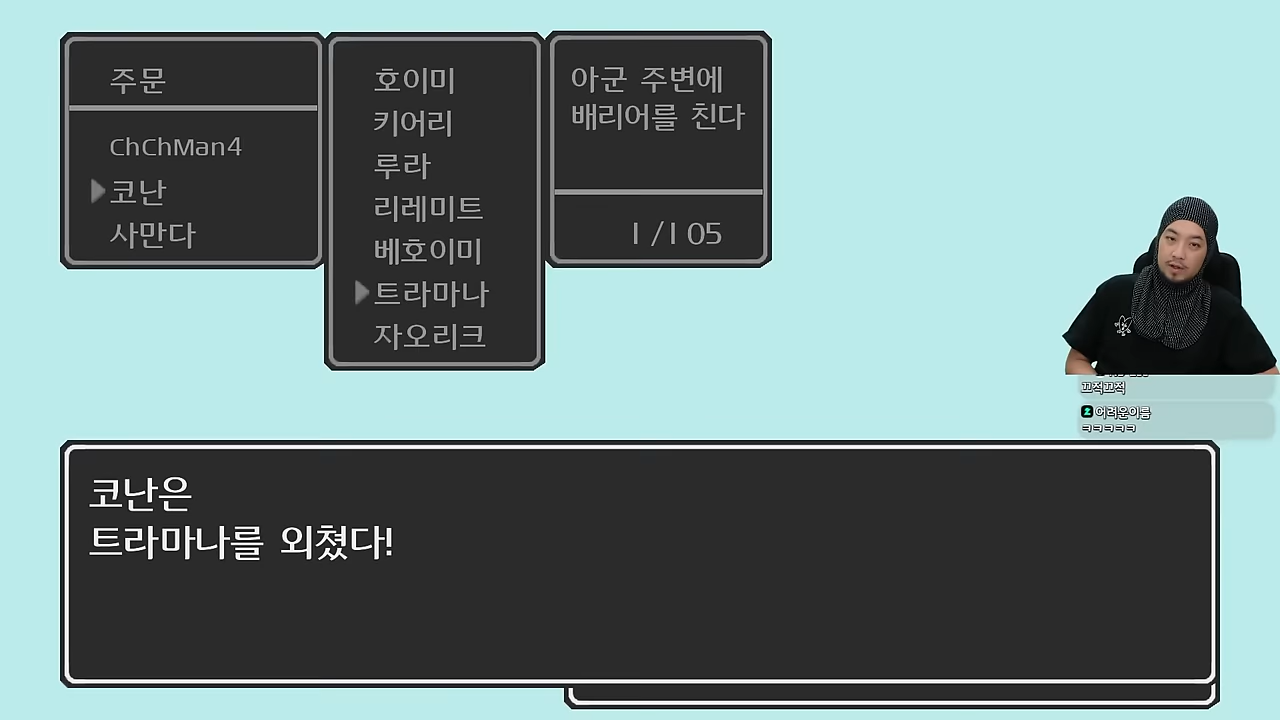 주문
ChChMan4
코난
사만다
호이미
키어리
루라
리레미트
베호이미
트라마나
자오리크
아군 주변에
배리어를 친다
1/105
끄적끄적
2 어려운이름
ㅋㅋㅋㅋㅋ
코난은
트라마나를 외쳤다!